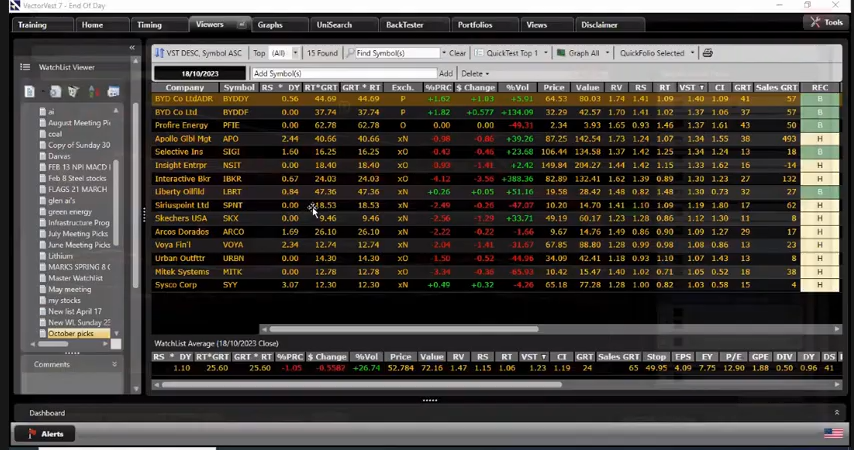 VectorVest 7 - End Of Day
Training Home Timing Viewers Graphs UniSearch BackTester Portfolios Views Disclaimer Tools
VST DESC, Symbol ASC Top (All) 15 Found Find Symbol(s) Clear QuickTest Top 1 Graph All QuickFolio Selected
WatchList Viewer
18/10/2023 Add Symbol(s) Add Delete
Company Symbol RS * DY RT*GRT GRT * RT Exch. %PRC $ Change %Vol Price Value RV RS RT VST CI GRT Sales GRT REC
BYD Co LtdADR BYDDY 0.56 44.69 44.69 P +1.62 +1.03 +5.91 64.53 80.03 1.74 1.41 1.09 1.40 1.09 41 57 B
BYD Co Ltd BYDDF 0.00 37.74 37.74 P +1.82 +0.577 +134.09 32.29 42.57 1.70 1.41 1.02 1.37 1.06 37 57 B
Profire Energy PFIE 0.00 62.78 62.78 O 0.00 0.00 -49.31 2.34 3.93 1.65 0.93 1.46 1.37 0.61 43 50 B
Apollo Glbl Mgt APO 2.41 40.66 40.66 xN -0.98 -0.86 +39.26 87.25 142.54 1.73 1.24 1.07 1.34 1.55 38 493 H
Selective Ins SIGI 1.60 16.25 16.25 xO -0.43 -0.46 +23.68 106.44 134.58 1.37 1.42 1.25 1.34 1.24 13 18 H
Insight Entrpr NSIT 0.00 18.40 18.40 xO -0.93 -1.41 +2.42 149.84 204.27 1.44 1.27 1.15 1.33 1.62 16 -14 H
Interactive Bkr IBKR 0.67 24.03 24.03 xO -4.12 -3.56 +388.36 82.89 132.41 1.62 1.39 0.89 1.31 1.13 27 60 H
Liberty Oilfild LBRT 0.84 47.36 47.36 xN +0.26 +0.05 +51.16 19.58 28.42 1.48 0.82 1.48 1.30 0.73 32 27 B
Siriuspoint Ltd SPNT 0.00 18.53 18.53 xN -2.49 -0.26 -47.07 10.20 14.20 1.29 1.35 1.09 1.24 0.80 17 62 H
Skechers USA SKX 0.00 9.46 9.46 xN -2.56 -1.29 +33.71 49.19 60.17 1.23 1.28 0.86 1.12 1.30 11 8 H
Arcos Dorados ARCO 1.69 26.10 26.10 xN -2.22 -0.22 -1.66 9.67 14.76 1.49 0.86 0.90 1.09 1.27 29 17 H
Voya Fin'l VOYA 2.34 12.74 12.74 xN -2.04 -1.41 -31.67 67.85 88.80 1.28 0.99 0.98 1.08 1.26 13 23 H
Urban Outfttr URBN 0.00 14.30 14.30 xO -1.50 -0.52 -44.96 34.09 42.41 1.18 0.93 1.10 1.07 1.43 13 8 H
Mitek Systems MITK 0.00 12.78 12.78 xO -3.34 -0.36 -65.93 10.42 15.47 1.40 1.02 0.71 1.05 0.52 18 38 H
Sysco Corp SYY 3.07 12.30 12.30 xN +0.49 +0.32 -4.26 65.18 77.28 1.28 1.00 0.82 1.03 1.58 15 4 H
ai
August Meeting Pi
coal
Copy of Sunday 30
Darvas
FEB 13 NPI MACD
Feb 8 Steel stocks
FLAGS 21 MARCH
glen ai's
green energy
Infrastructure Prog
July Meeting Picks
June Meeting Picks
Lithium
MARKS SPRING & C
Master Watchlist
May meeting
my stocks
New list April 17
New WL Sunday 23
October picks
Comments
WatchList Average (18/10/2023 Close)
RS * DY RT*GRT GRT * RT %PRC $ Change %Vol Price Value RV RS RT VST CI GRT Sales GRT Stop EPS EY P/E GPE DIV DY DS
1.10 25.60 25.60 -1.05 -0.5582 +26.74 52.784 72.16 1.47 1.15 1.06 1.23 1.19 24 65 49.95 4.09 7.75 12.90 1.88 0.50 0.96 41
Dashboard
Alerts